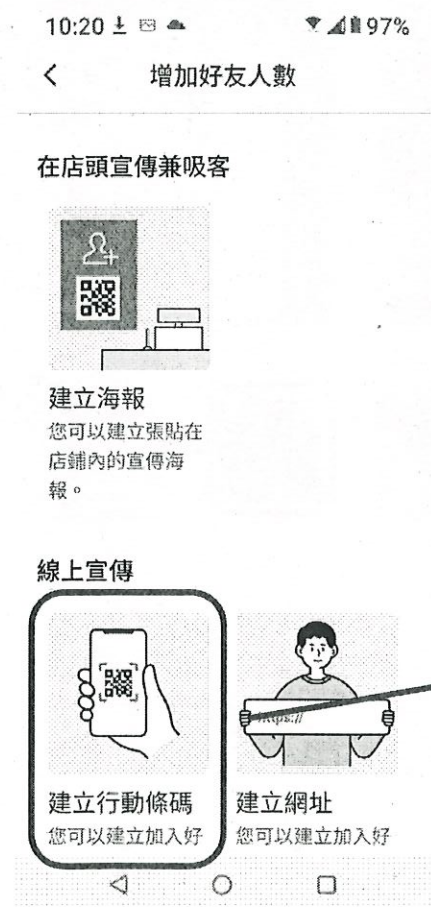 10:20
97%
增加好友人數
在店頭宣傳兼吸客
建立海報
您可以建立張貼在
店鋪內的宣傳海
報。
線上宣傳
https://
建立行動條碼
建立網址
您可以建立加入好
您可以建立加入好